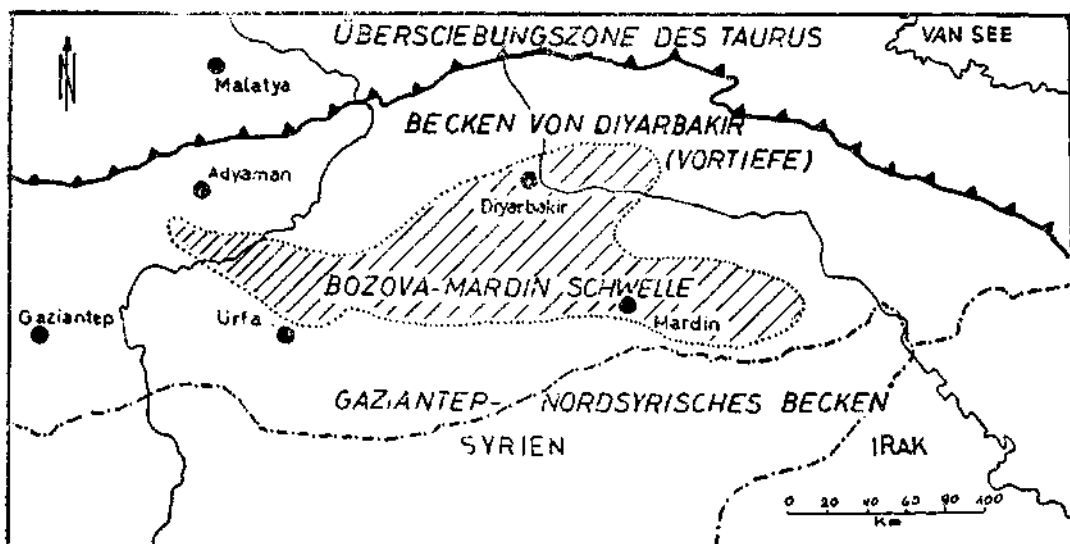 ÜBERSCIEBUNGSZONE DES TAURUS
VAN SEE
N
Malatya
BECKEN VON DIYARBAKIR
(VORTIEFE)
Adyaman
Diyarbakir
BOZOVA-MARDIN SCHWELLE
Gaziantep
Urfa
Mardin
GAZIANTEP- NORDSYRISCHES BECKEN
SYRIEN
IRAK
0 20 40 60 80 100
Km